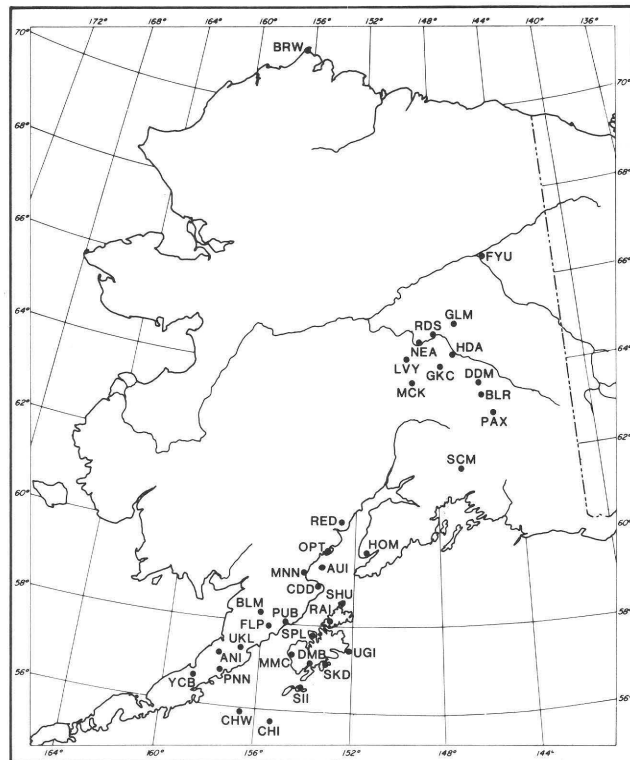 172° 168° 164° 160° 156° 152° 148° 144° 140° 136°
70°
BRW
70°
68°
68°
66°
FYU
66°
64°
GLM
RDS
NEA HDA
64°
LVY
GKC DDM
MCK
BLR
PAX
62°
62°
SCM
60°
RED
60°
OPT HOM
MNN AUI
58°
CDD
SHU
BLM PUB RAI
FLP
SPL
58°
UKL
ANI
MMC DMB UGI
56°
YCB PNN
SKD
SII
CHW
CHI
56°
164° 160° 156° 152° 148° 144°